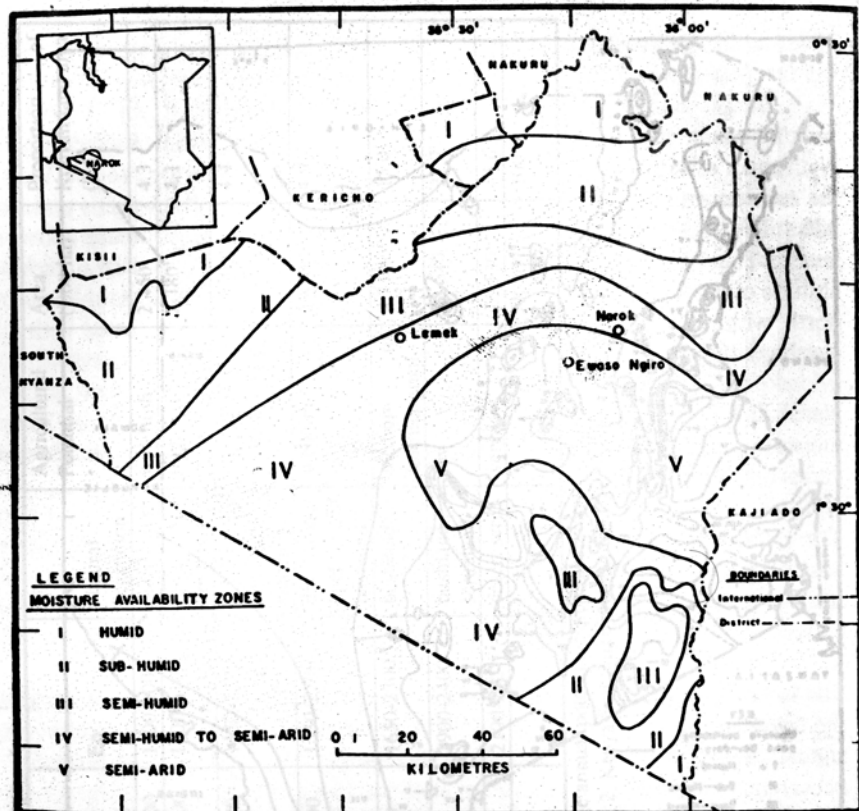 36° 30'
36° 00'
0° 30'
NAKURU
NAKURU
I
I
NAROK
KERICHO
II
KISII
I
I
II
III
IV
Narok
III
Lemek
SOUTH
NYANZA
II
Ewaso Ngiro
IV
III
IV
V
V
KAJIADO
1° 30'
LEGEND
MOISTURE AVAILABILITY ZONES
I HUMID
II SUB-HUMID
III SEMI-HUMID
IV SEMI-HUMID TO SEMI-ARID
V SEMI-ARID
III
IV
II
III
II
I
BOUNDARIES
International
District
0 20 40 60
KILOMETRES